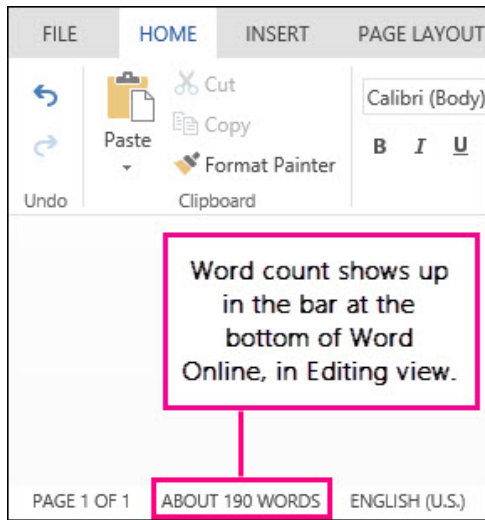 FILE HOME INSERT PAGE LAYOUT
Cut
Calibri (Body)
Copy
Paste
B I U
Format Painter
Undo Clipboard
Word count shows up
in the bar at the
bottom of Word
Online, in Editing view.
PAGE 1 OF 1 ABOUT 190 WORDS ENGLISH (U.S.)